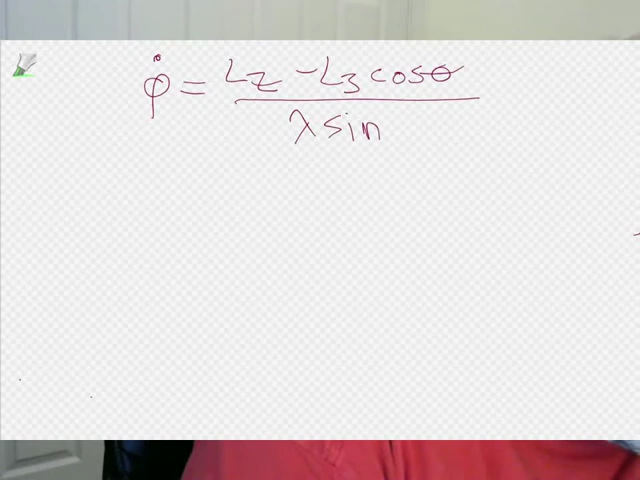 φ̇ = L_z - L_3 cosθ
λ sin